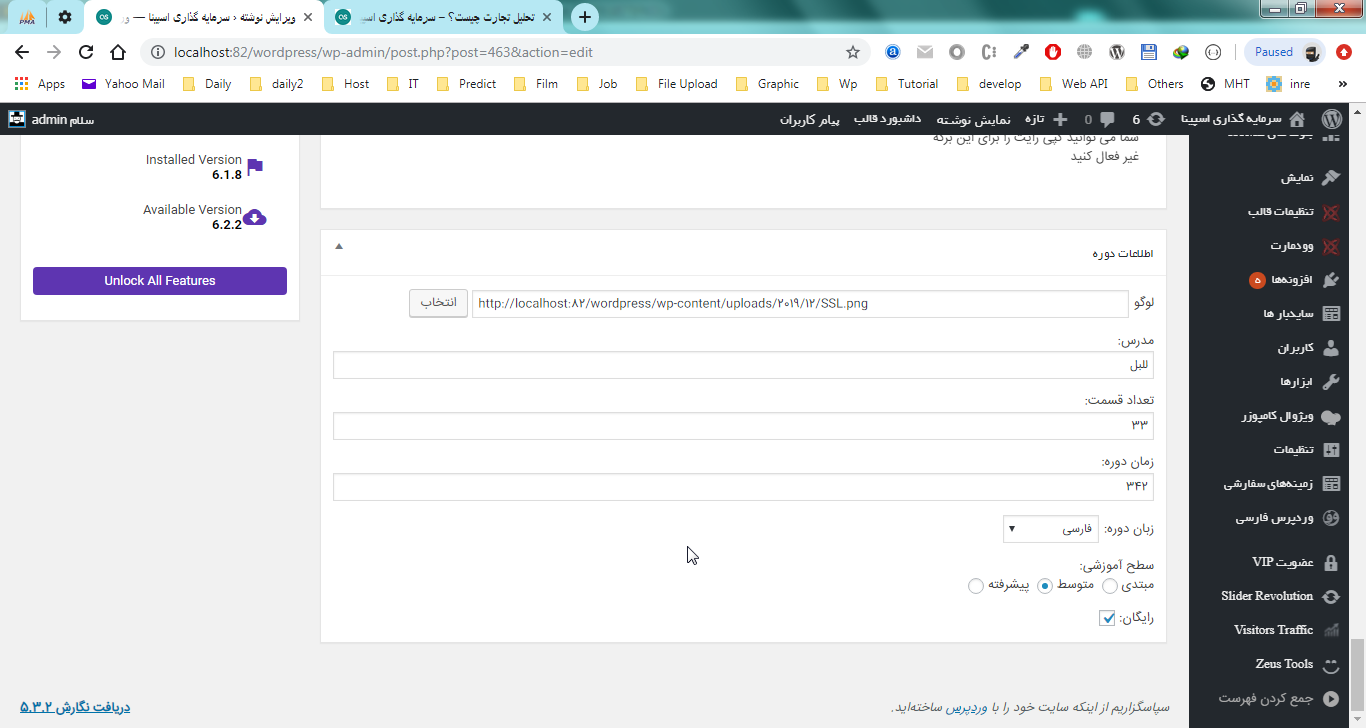 PMA
ویرایش نوشته ‹ سرمایه گذاری اسپینا — ور
تحلیل تجارت چیست؟ – سرمایه گذاری اسپ
localhost:82/wordpress/wp-admin/post.php?post=463&action=edit
Paused
Apps
Yahoo Mail
Daily
daily2
Host
IT
Predict
Film
Job
File Upload
Graphic
Wp
Tutorial
develop
Web API
Others
MHT
inre
»
سرمایه گذاری اسپینا
6
0
تازه
نمایش نوشته
داشبورد قالب
پیام کاربران
سلام admin
نمایش
تنظیمات قالب
وودمارت
افزونه‌ها ۵
سایدبار ها
کاربران
ابزارها
ویژوال کامپوزر
تنظیمات
زمینه‌های سفارشی
وردپرس فارسی
عضویت VIP
Slider Revolution
Visitors Traffic
Zeus Tools
جمع کردن فهرست
شما می توانید کپی رایت را برای این برگه
غیر فعال کنید
اطلاعات دوره
لوگو
http://localhost:۸۲/wordpress/wp-content/uploads/۲۰۱۹/۱۲/SSL.png
انتخاب
مدرس:
للبل
تعداد قسمت:
۳۳
زمان دوره:
۳۴۲
زبان دوره: فارسی
سطح آموزشی:
مبتدی متوسط پیشرفته
رایگان:
Installed Version
6.1.8
Available Version
6.2.2
Unlock All Features
سپاسگزاریم از اینکه سایت خود را با وردپرس ساخته‌اید.
دریافت نگارش ۵.۳.۲